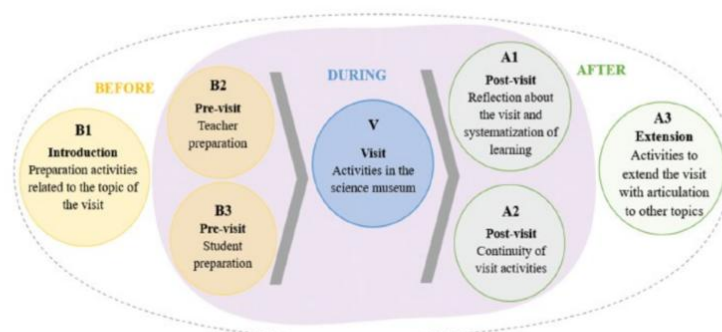 BEFORE
DURING
AFTER
B1
Introduction
Preparation activities
related to the topic of
the visit
B2
Pre-visit
Teacher
preparation
B3
Pre-visit
Student
preparation
V
Visit
Activities in the
science museum
A1
Post-visit
Reflection about
the visit and
systematization of
learning
A2
Post-visit
Continuity of
visit activities
A3
Extension
Activities to
extend the visit
with articulation
to other topics